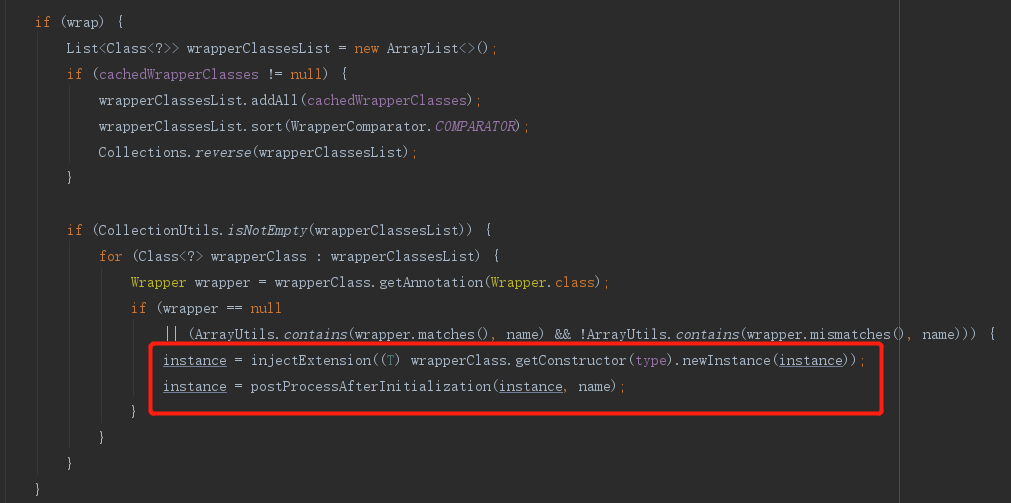 if (wrap) {
List<Class<?>> wrapperClassesList = new ArrayList<>();
if (cachedWrapperClasses != null) {
wrapperClassesList.addAll(cachedWrapperClasses);
wrapperClassesList.sort(WrapperComparator.COMPARATOR);
Collections.reverse(wrapperClassesList);
}
if (CollectionUtils.isNotEmpty(wrapperClassesList)) {
for (Class<?> wrapperClass : wrapperClassesList) {
Wrapper wrapper = wrapperClass.getAnnotation(Wrapper.class);
if (wrapper == null
|| (ArrayUtils.contains(wrapper.matches(), name) && !ArrayUtils.contains(wrapper.mismatches(), name))) {
instance = injectExtension((T) wrapperClass.getConstructor(type).newInstance(instance));
instance = postProcessAfterInitialization(instance, name);
}
}
}
}